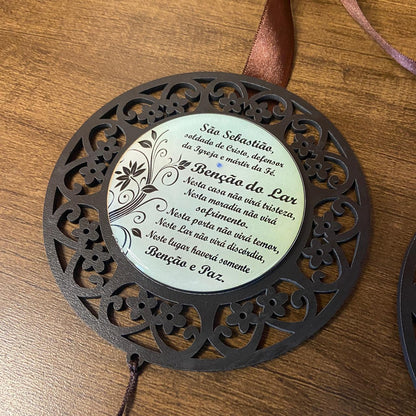 São Sebastião,
soldado de Cristo, defensor
da Igreja e mártir da Fé.
Benção do Lar
Nesta casa não virá tristeza,
Nesta moradia não virá
sofrimento.
Nesta porta não virá temor,
Neste Lar não virá discórdia,
Neste lugar haverá somente
Benção e Paz.